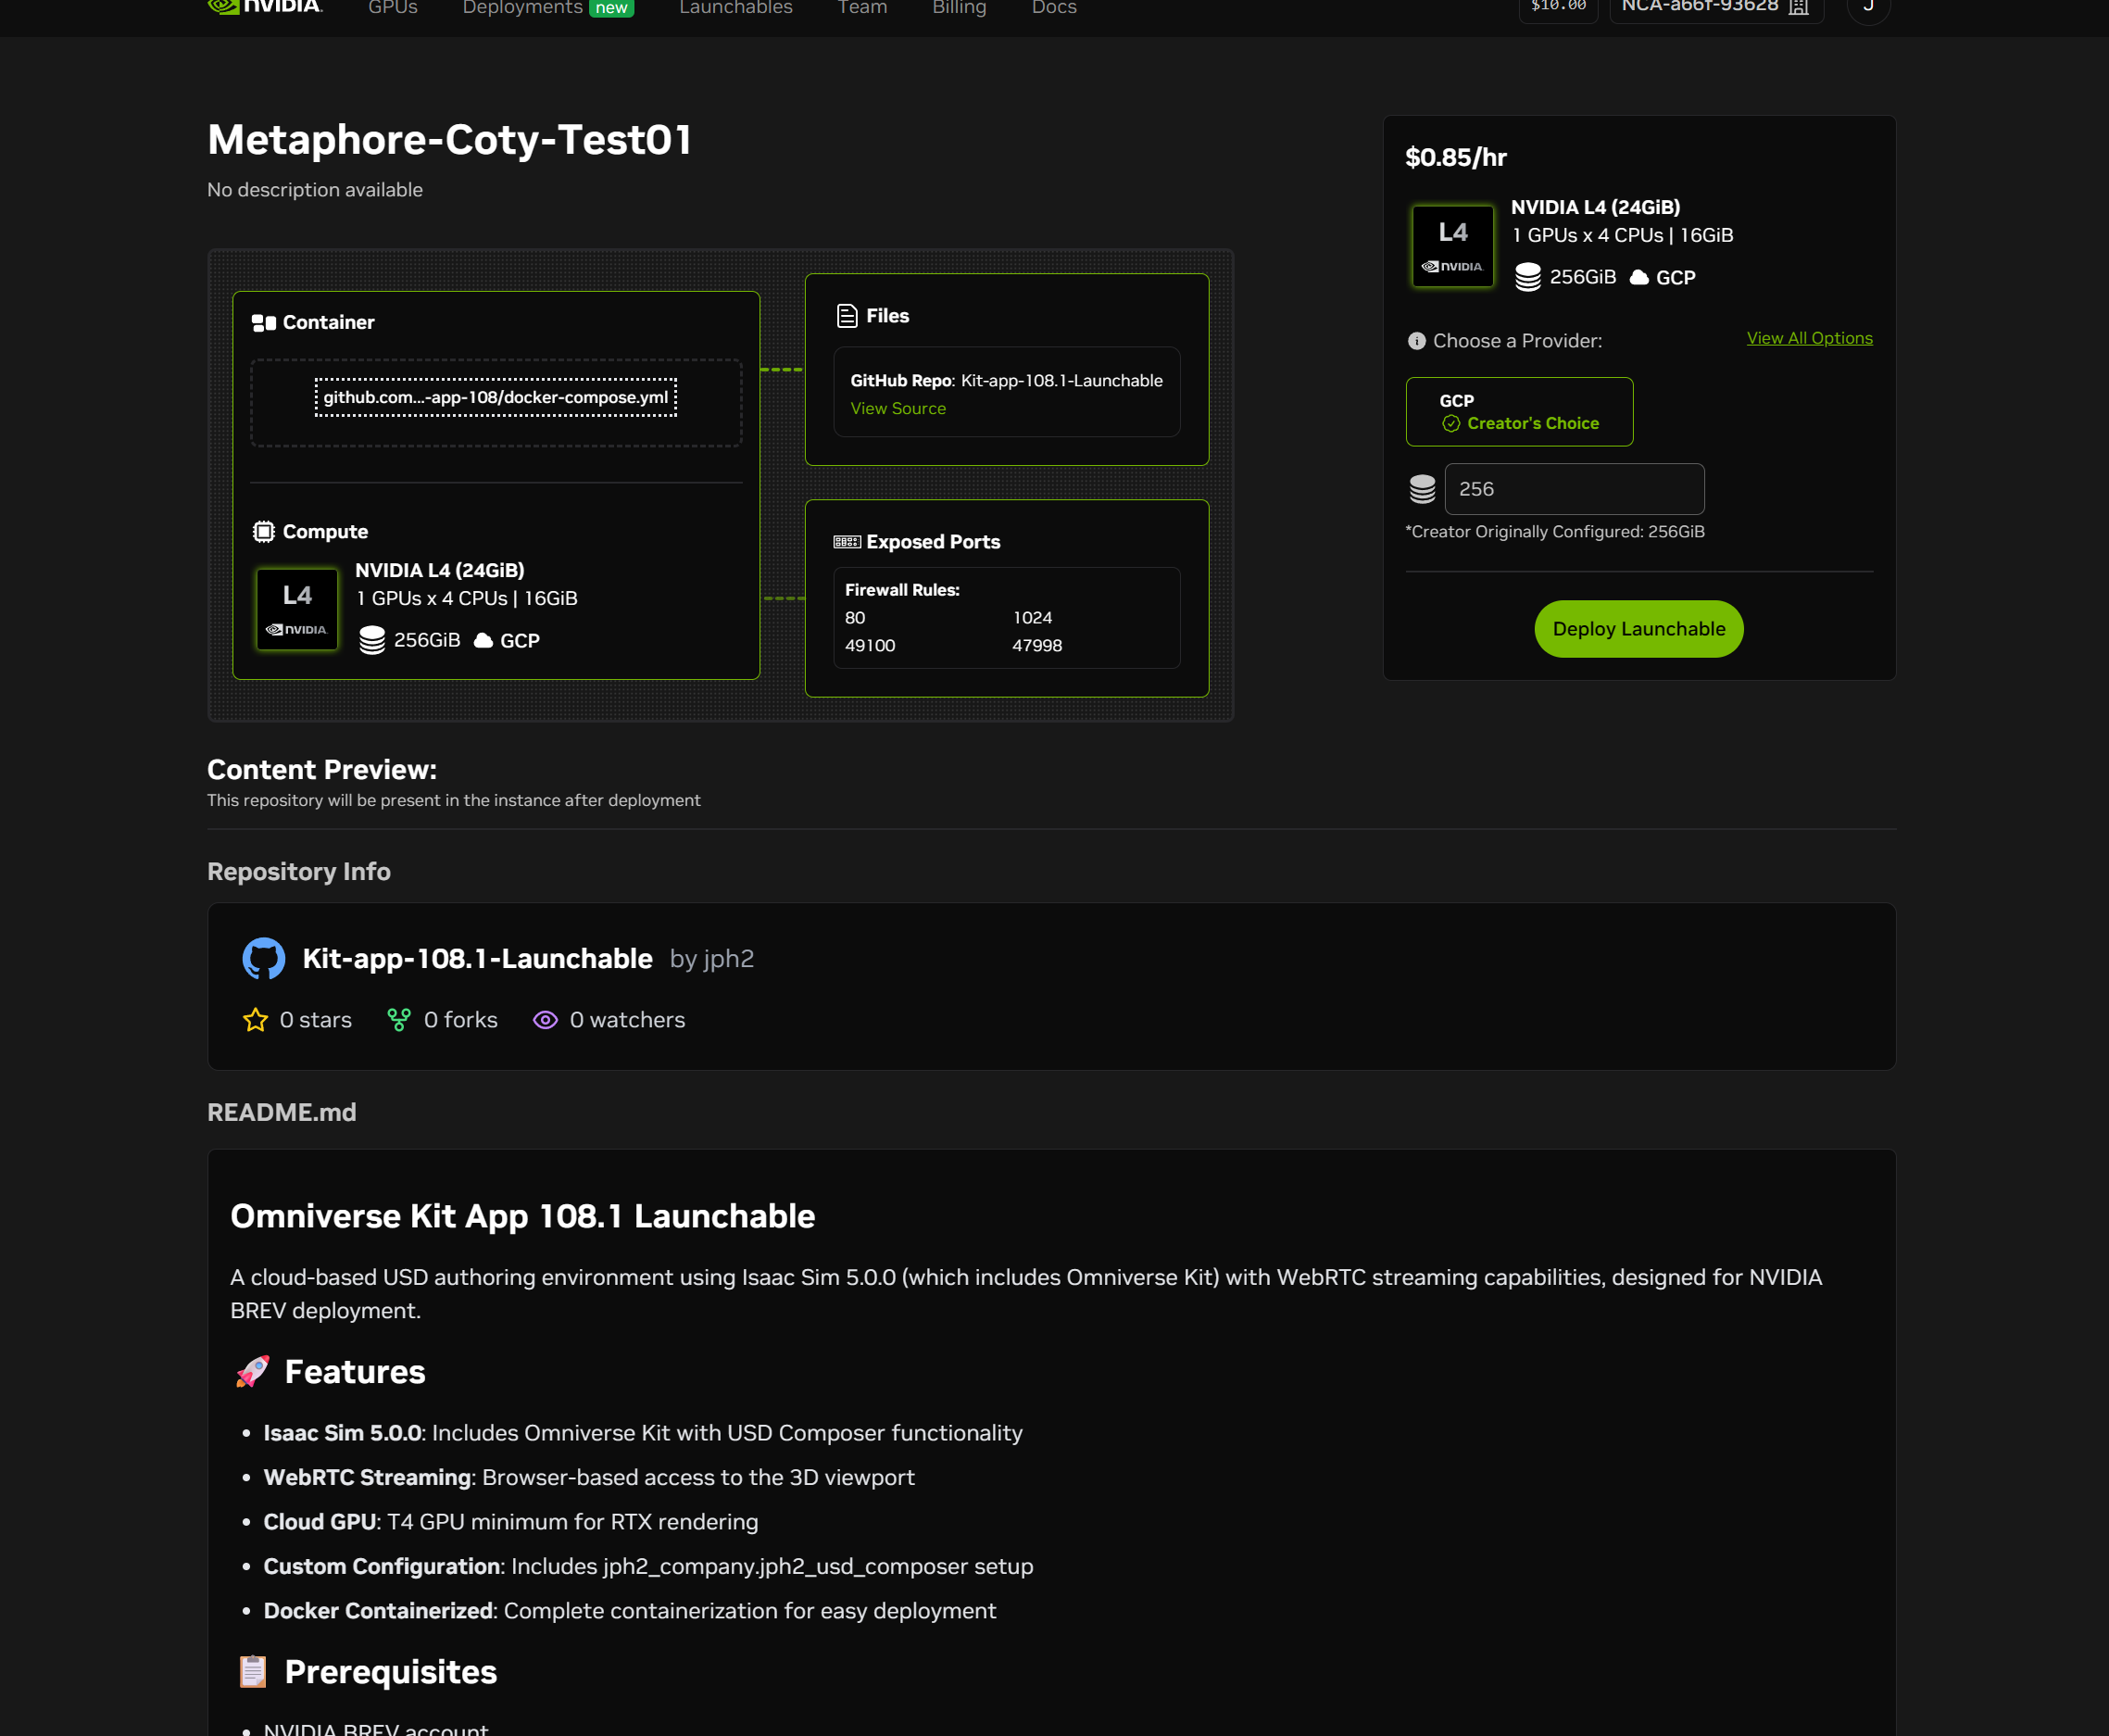 NVIDIA.
GPUs
Deployments new
Launchables
Team
Billing
Docs
$10.00
NCA-a66f-93628
J
Metaphore-Coty-Test01
No description available
Container
github.com...-app-108/docker-compose.yml
Compute
L4
NVIDIA.
NVIDIA L4 (24GiB)
1 GPUs x 4 CPUs | 16GiB
256GiB GCP
Files
GitHub Repo: Kit-app-108.1-Launchable
View Source
Exposed Ports
Firewall Rules:
80 1024
49100 47998
$0.85/hr
L4
NVIDIA.
NVIDIA L4 (24GiB)
1 GPUs x 4 CPUs | 16GiB
256GiB GCP
Choose a Provider:
View All Options
GCP
Creator's Choice
256
*Creator Originally Configured: 256GiB
Deploy Launchable
Content Preview:
This repository will be present in the instance after deployment
Repository Info
Kit-app-108.1-Launchable by jph2
0 stars 0 forks 0 watchers
README.md
Omniverse Kit App 108.1 Launchable
A cloud-based USD authoring environment using Isaac Sim 5.0.0 (which includes Omniverse Kit) with WebRTC streaming capabilities, designed for NVIDIA
BREV deployment.
🚀 Features
• Isaac Sim 5.0.0: Includes Omniverse Kit with USD Composer functionality
• WebRTC Streaming: Browser-based access to the 3D viewport
• Cloud GPU: T4 GPU minimum for RTX rendering
• Custom Configuration: Includes jph2_company.jph2_usd_composer setup
• Docker Containerized: Complete containerization for easy deployment
📋 Prerequisites
• NVIDIA BREV account